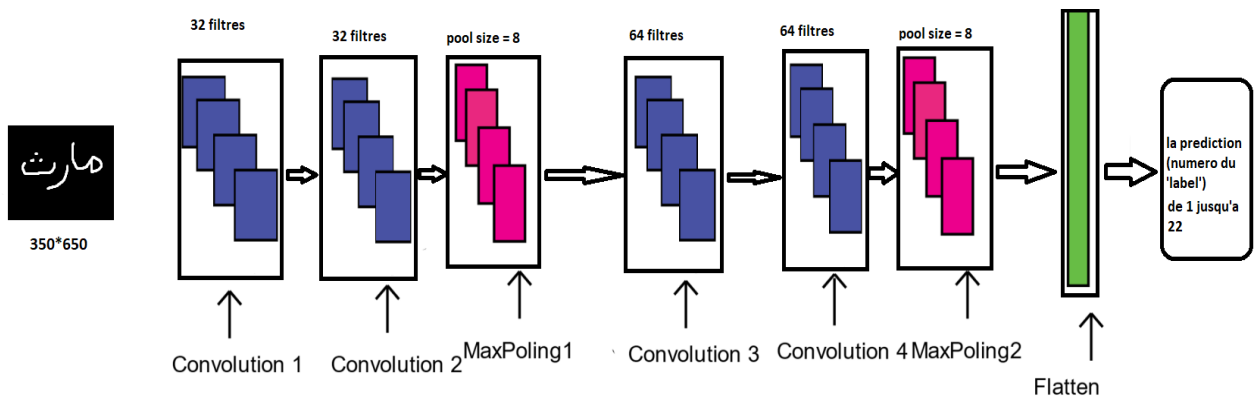 32 filtres
32 filtres
pool size = 8
64 filtres
64 filtres
pool size = 8
مارث
350*650
la prediction
(numero du
'label')
de 1 jusqu'a
22
Convolution 1
Convolution 2
MaxPoling1
Convolution 3
Convolution 4
MaxPoling2
Flatten